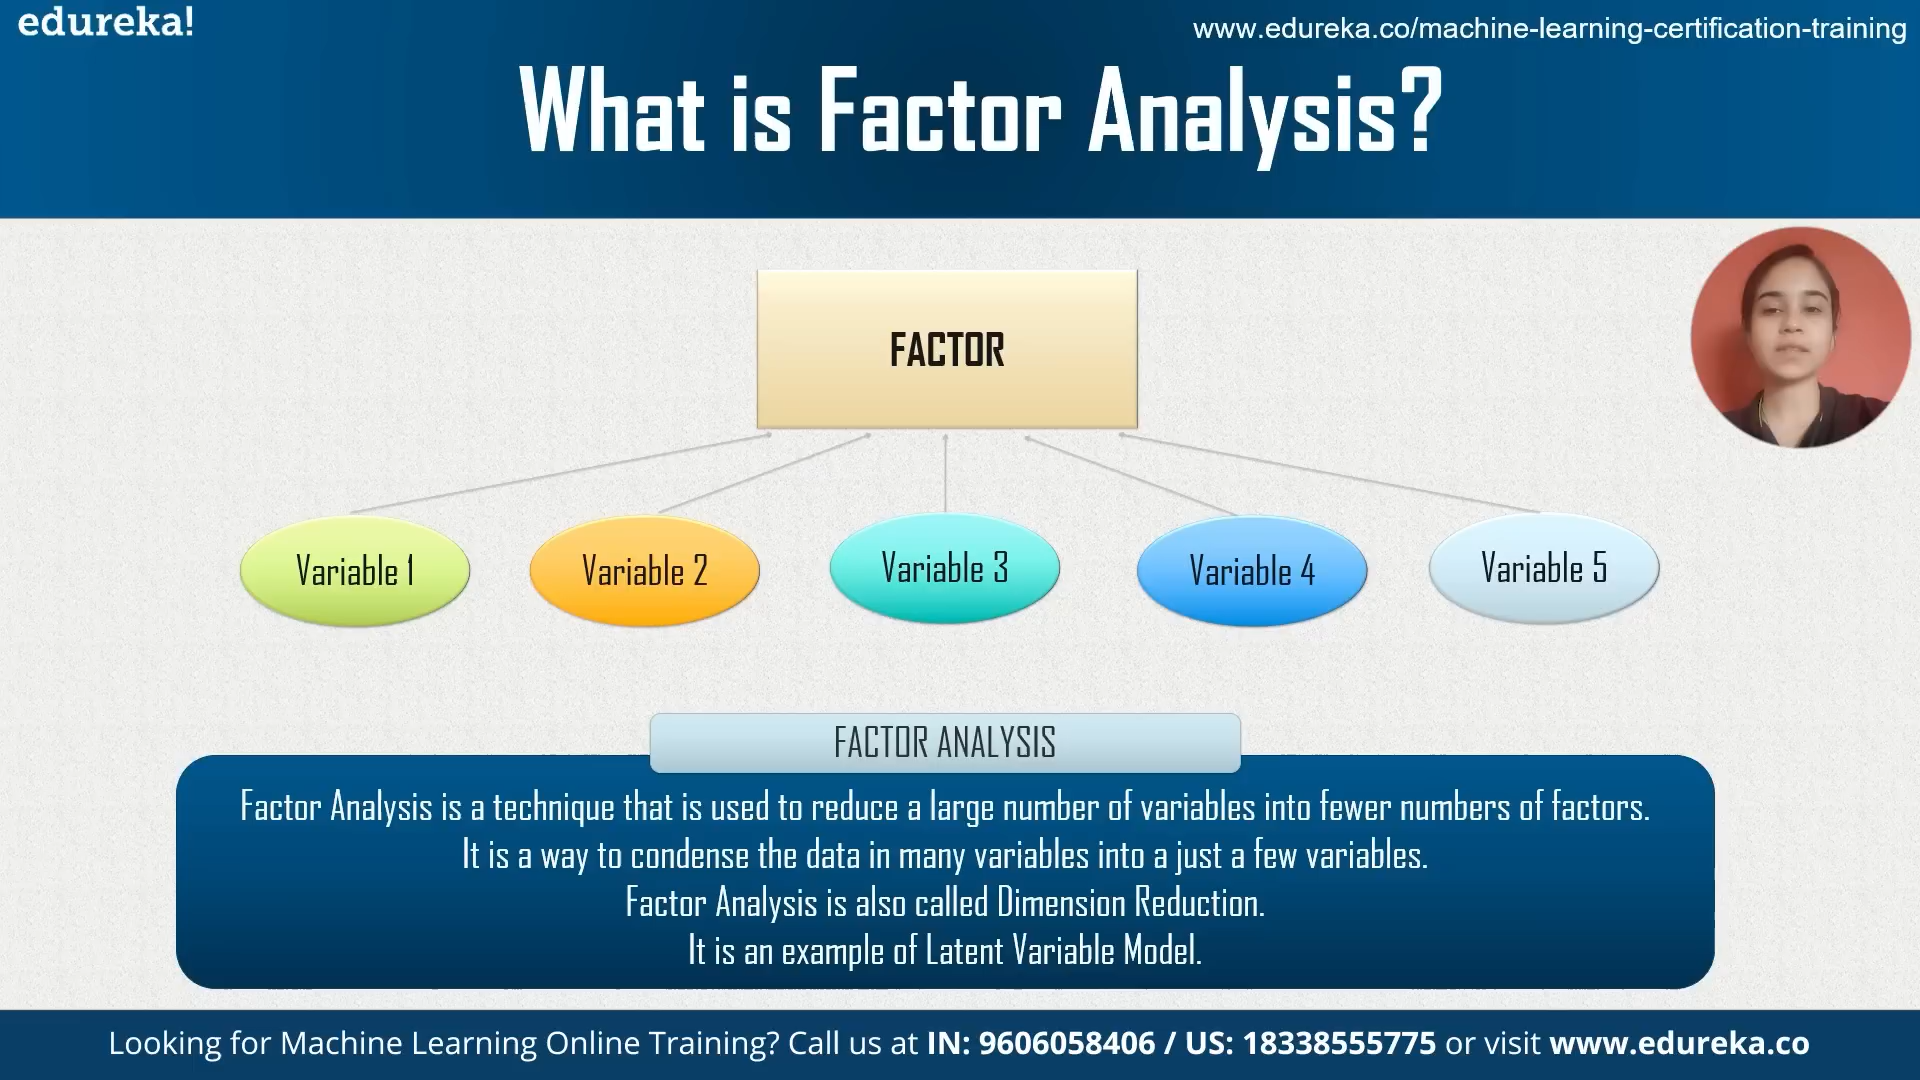 edureka!
www.edureka.co/machine-learning-certification-training
What is Factor Analysis?
FACTOR
Variable 1
Variable 2
Variable 3
Variable 4
Variable 5
FACTOR ANALYSIS
Factor Analysis is a technique that is used to reduce a large number of variables into fewer numbers of factors.
It is a way to condense the data in many variables into a just a few variables.
Factor Analysis is also called Dimension Reduction.
It is an example of Latent Variable Model.
Looking for Machine Learning Online Training? Call us at IN: 9606058406 / US: 18338555775 or visit www.edureka.co